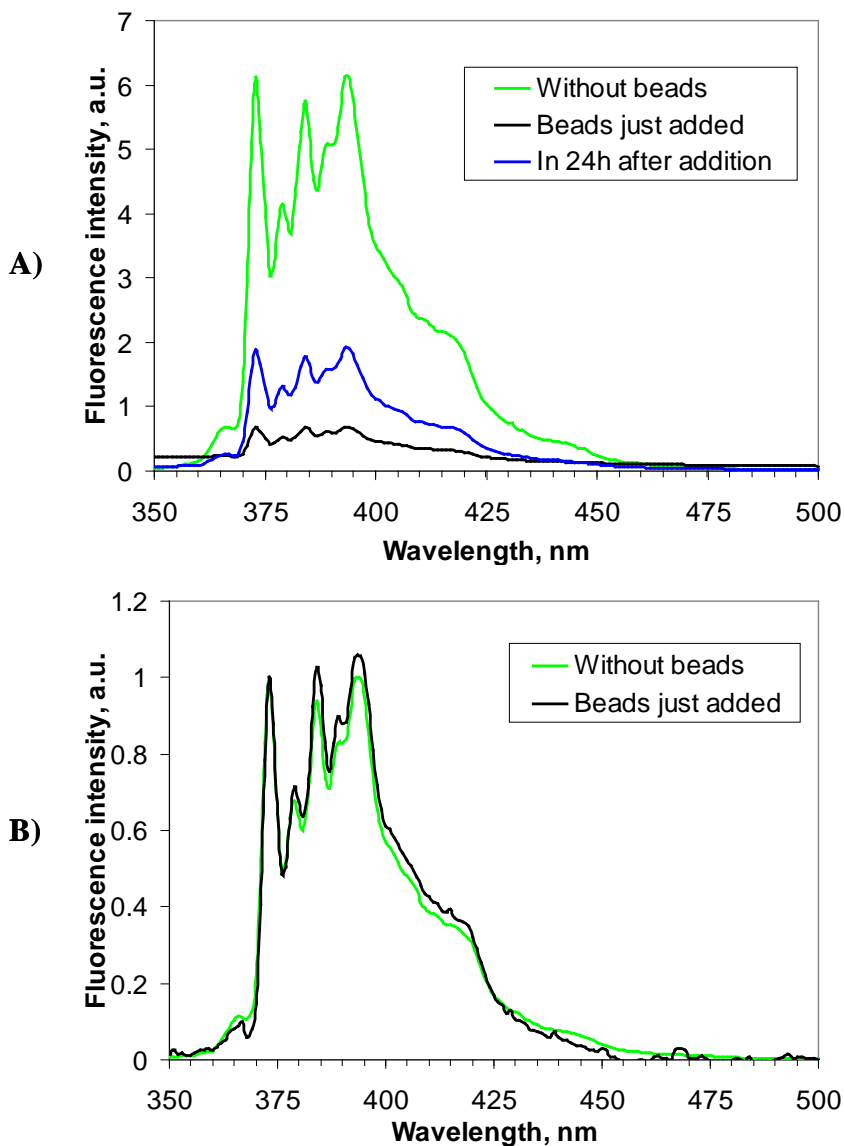 A)
Fluorescence intensity, a.u.
7
6
5
4
3
2
1
0
Without beads
Beads just added
In 24h after addition
350 375 400 425 450 475 500
Wavelength, nm
B)
Fluorescence intensity, a.u.
1.2
1
0.8
0.6
0.4
0.2
0
Without beads
Beads just added
350 375 400 425 450 475 500
Wavelength, nm